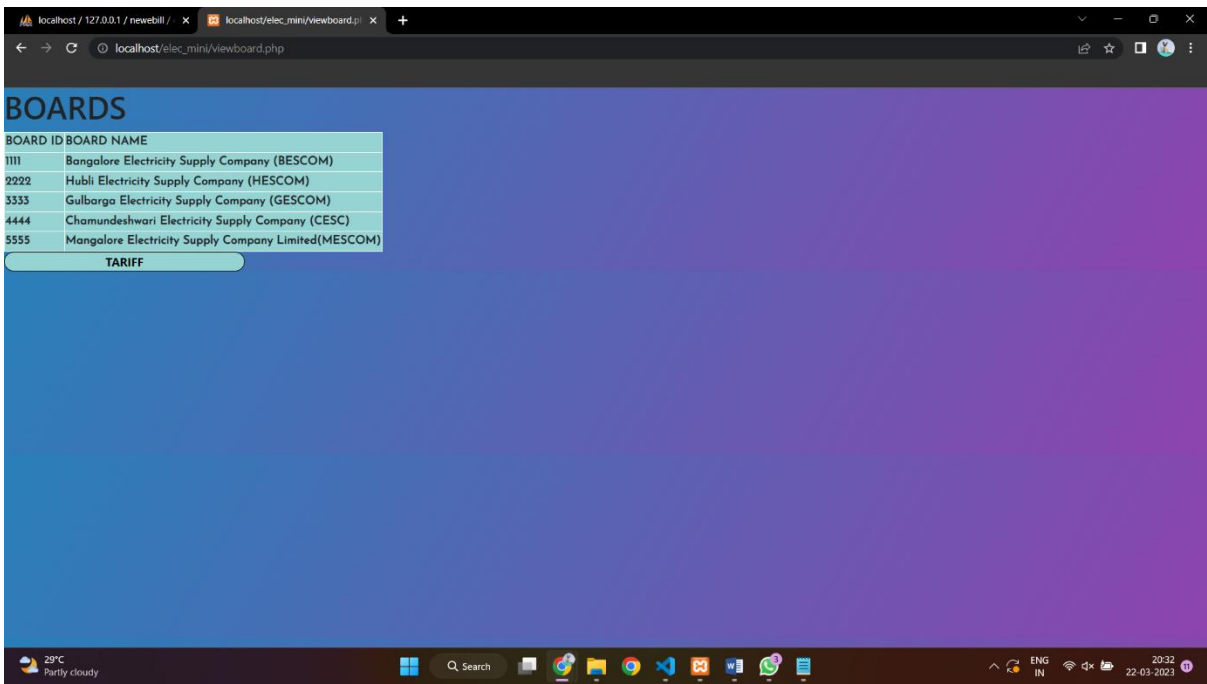 localhost / 127.0.0.1 / newebill /
localhost/elec_mini/viewboard.p
localhost/elec_mini/viewboard.php
BOARDS
BOARD ID BOARD NAME
1111 Bangalore Electricity Supply Company (BESCOM)
2222 Hubli Electricity Supply Company (HESCOM)
3333 Gulbarga Electricity Supply Company (GESCOM)
4444 Chamundeshwari Electricity Supply Company (CESC)
5555 Mangalore Electricity Supply Company Limited(MESCOM)
TARIFF
29°C
Partly cloudy
Search
3
ENG
IN
20:32
22-03-2023
11